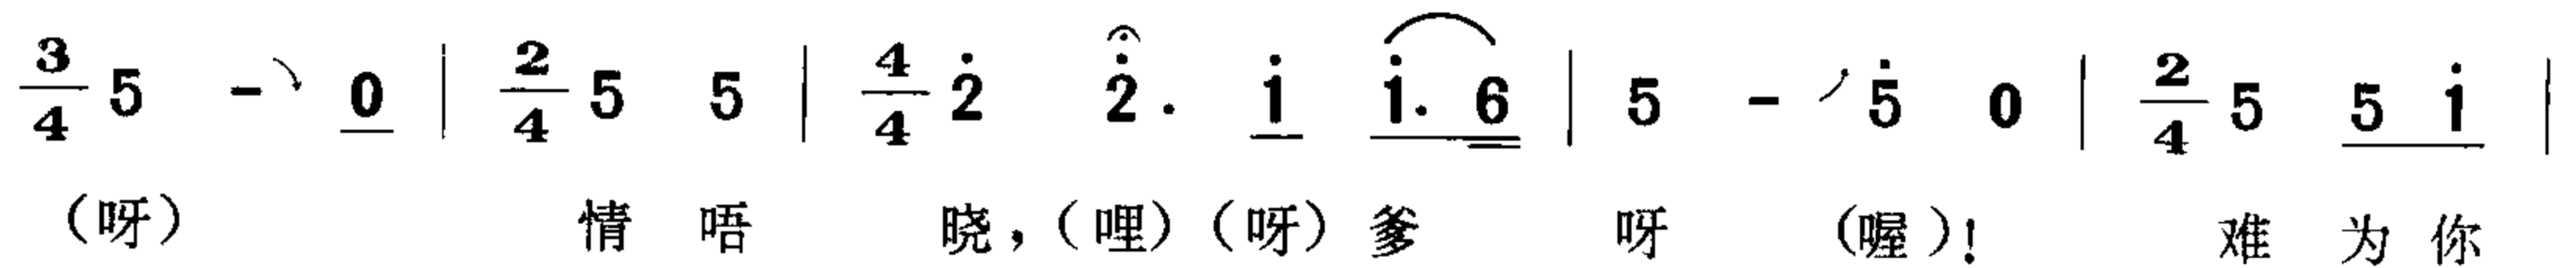 3/4 5 - 0 | 2/4 5 5 | 4/4 2̇ 2̇. 1̇ 1̇. 6 | 5 - 5̇ 0 | 2/4 5 5 1̇ |
(呀) 情 唔 晓，(哩)(呀) 爹 呀 (喔)! 难 为 你